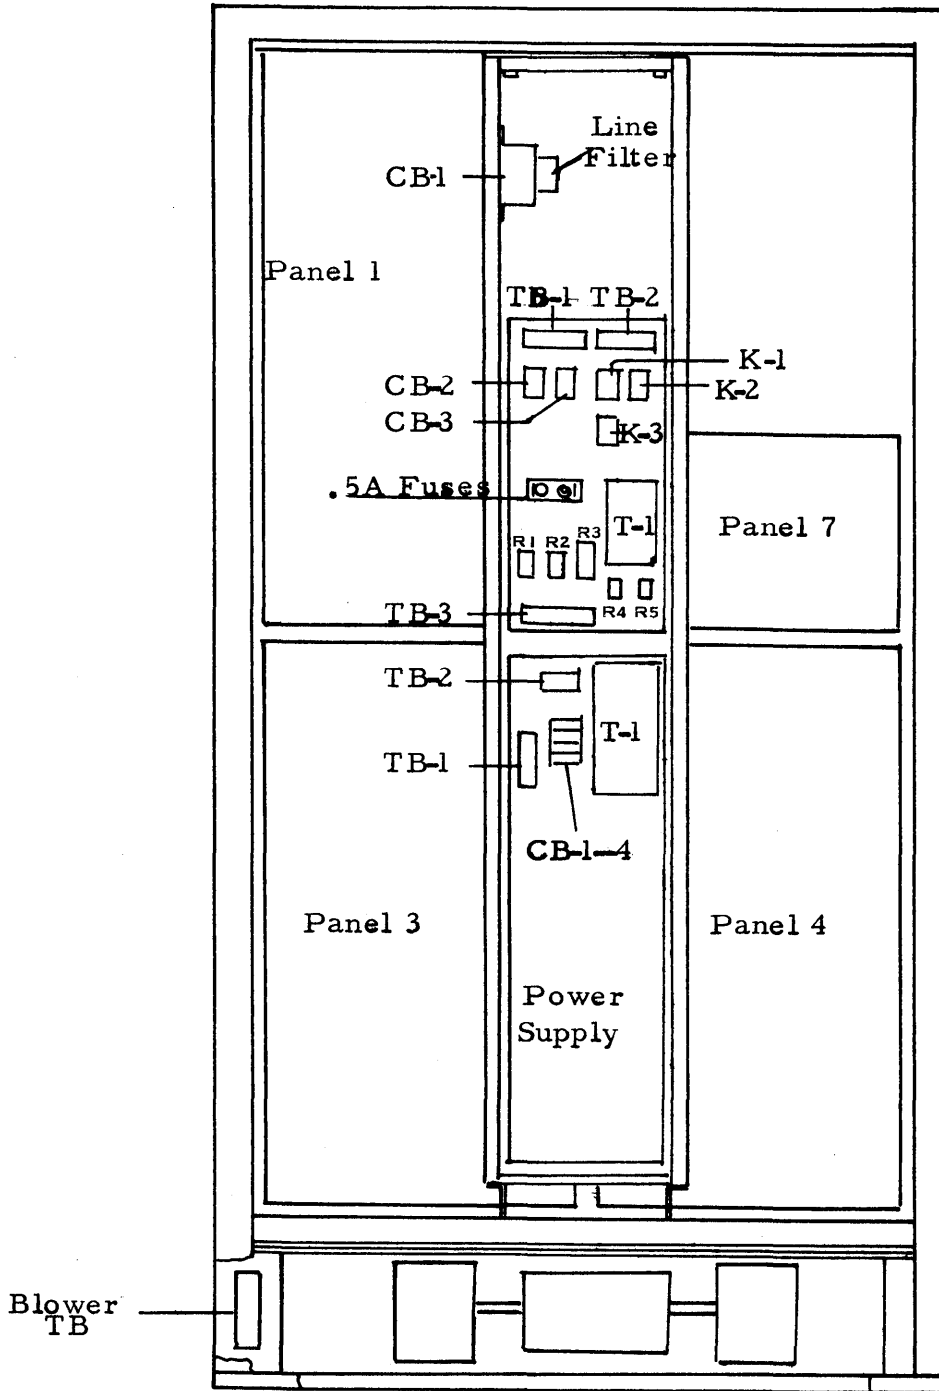 Line
Filter
CB-1
Panel 1
TB-1 TB-2
K-1
CB-2
K-2
CB-3
K-3
.5A Fuses
T-1
Panel 7
R1 R2 R3
TB-3
R4 R5
TB-2
T-1
TB-1
CB-1-4
Panel 3
Panel 4
Power
Supply
Blower
TB